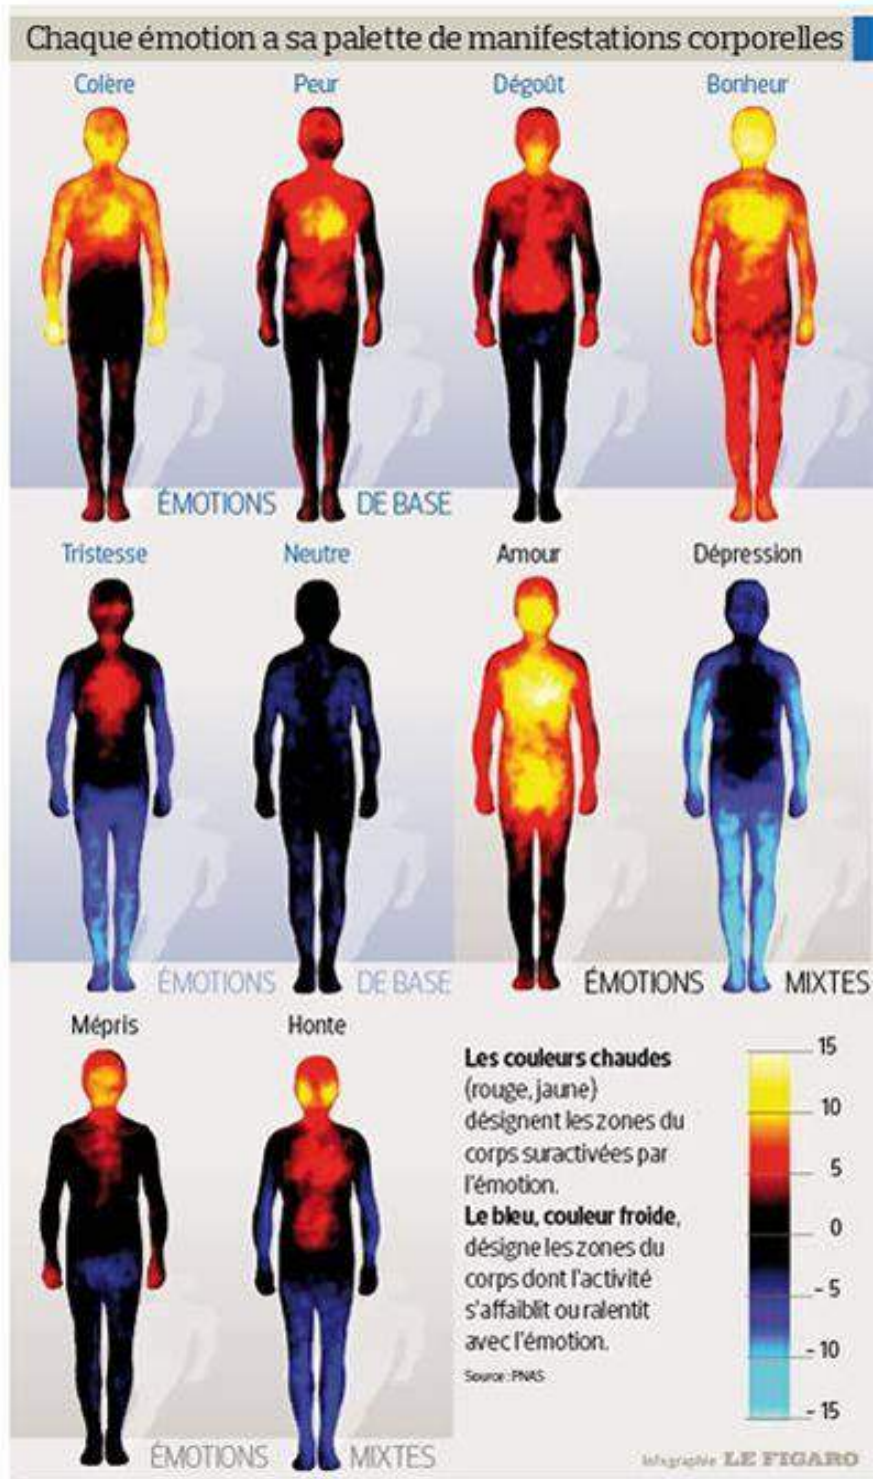 Chaque émotion a sa palette de manifestations corporelles
Colère Peur Dégoût Bonheur
ÉMOTIONS DE BASE
Tristesse Neutre Amour Dépression
ÉMOTIONS DE BASE ÉMOTIONS MIXTES
Mépris Honte
Les couleurs chaudes
(rouge, jaune)
désignent les zones du
corps suractivées par
l'émotion.
Le bleu, couleur froide,
désigne les zones du
corps dont l'activité
s'affaiblit ou ralentit
avec l'émotion.
Source : PNAS
15
10
5
0
- 5
- 10
- 15
ÉMOTIONS MIXTES
Infographie LE FIGARO